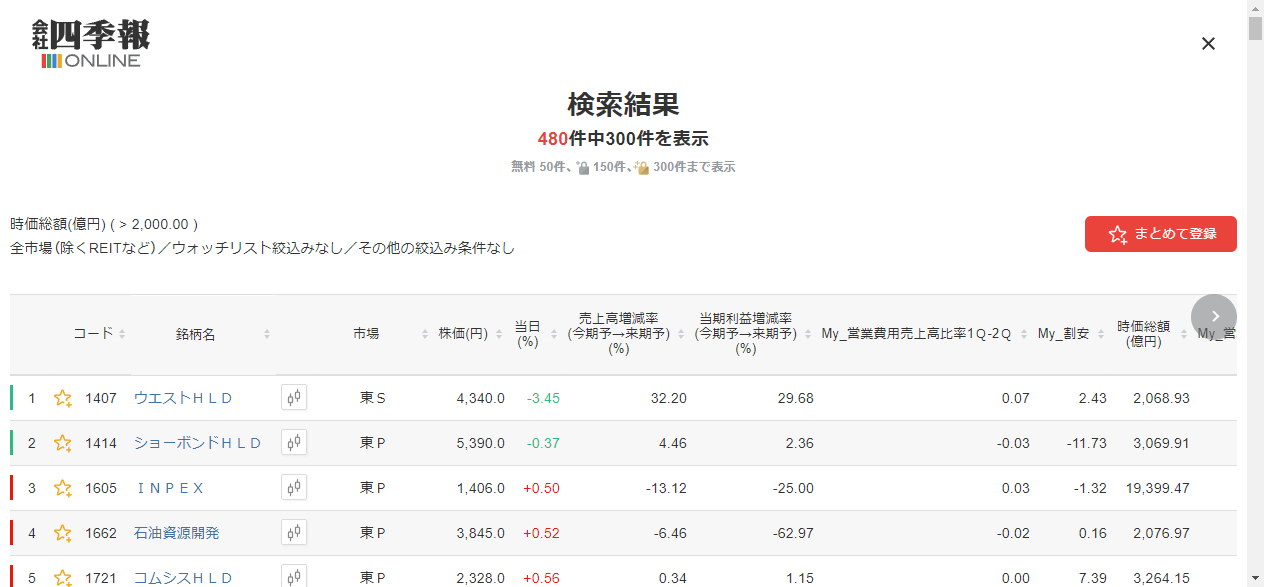 会社四季報
ONLINE
検索結果
480件中300件を表示
無料 50件、 150件、 300件まで表示
時価総額(億円) ( > 2,000.00 )
全市場(除くREITなど)／ウォッチリスト絞込みなし／その他の絞込み条件なし
まとめて登録
コード 銘柄名 市場 株価(円) 当日(%) 売上高増減率(今期予→来期予)(%) 当期利益増減率(今期予→来期予)(%) My_営業費用売上高比率1Q-2Q My_割安 時価総額(億円) My_営
1 1407 ウエストＨＬＤ 東Ｓ 4,340.0 -3.45 32.20 29.68 0.07 2.43 2,068.93
2 1414 ショーボンドＨＬＤ 東Ｐ 5,390.0 -0.37 4.46 2.36 -0.03 -11.73 3,069.91
3 1605 ＩＮＰＥＸ 東Ｐ 1,406.0 +0.50 -13.12 -25.00 0.03 -1.32 19,399.47
4 1662 石油資源開発 東Ｐ 3,845.0 +0.52 -6.46 -62.97 -0.02 0.16 2,076.97
5 1721 コムシスＨＬＤ 東Ｐ 2,328.0 +0.56 0.34 1.15 0.00 7.39 3,264.15